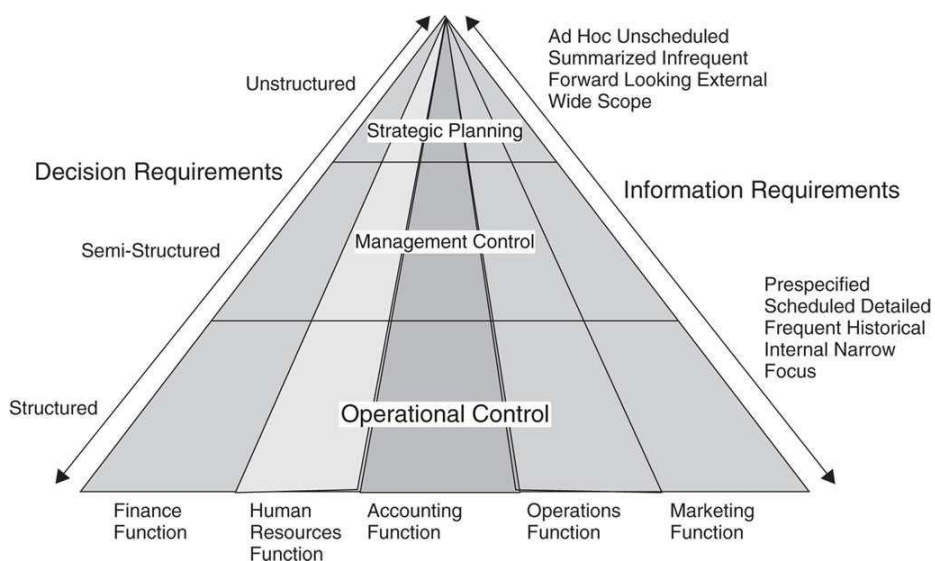 Ad Hoc Unscheduled
Summarized Infrequent
Forward Looking External
Wide Scope
Unstructured
Strategic Planning
Decision Requirements
Information Requirements
Management Control
Semi-Structured
Prespecified
Scheduled Detailed
Frequent Historical
Internal Narrow
Focus
Structured
Operational Control
Finance
Function
Human
Resources
Function
Accounting
Function
Operations
Function
Marketing
Function